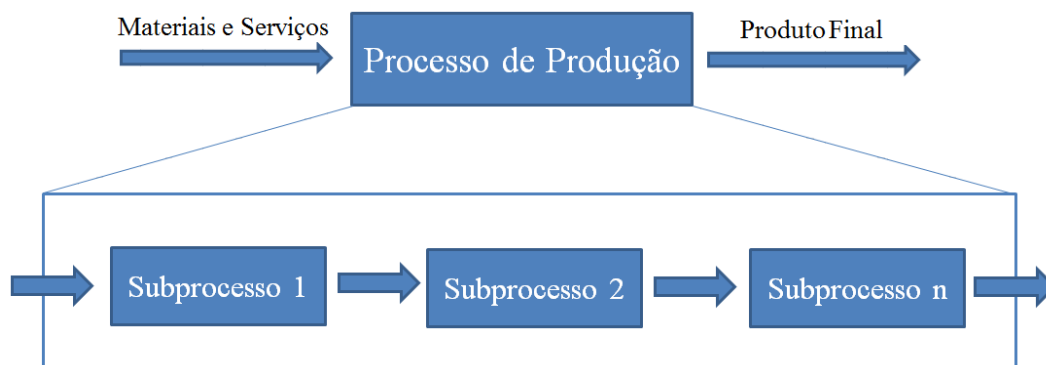 Materiais e Serviços
Processo de Produção
Produto Final
Subprocesso 1
Subprocesso 2
Subprocesso n